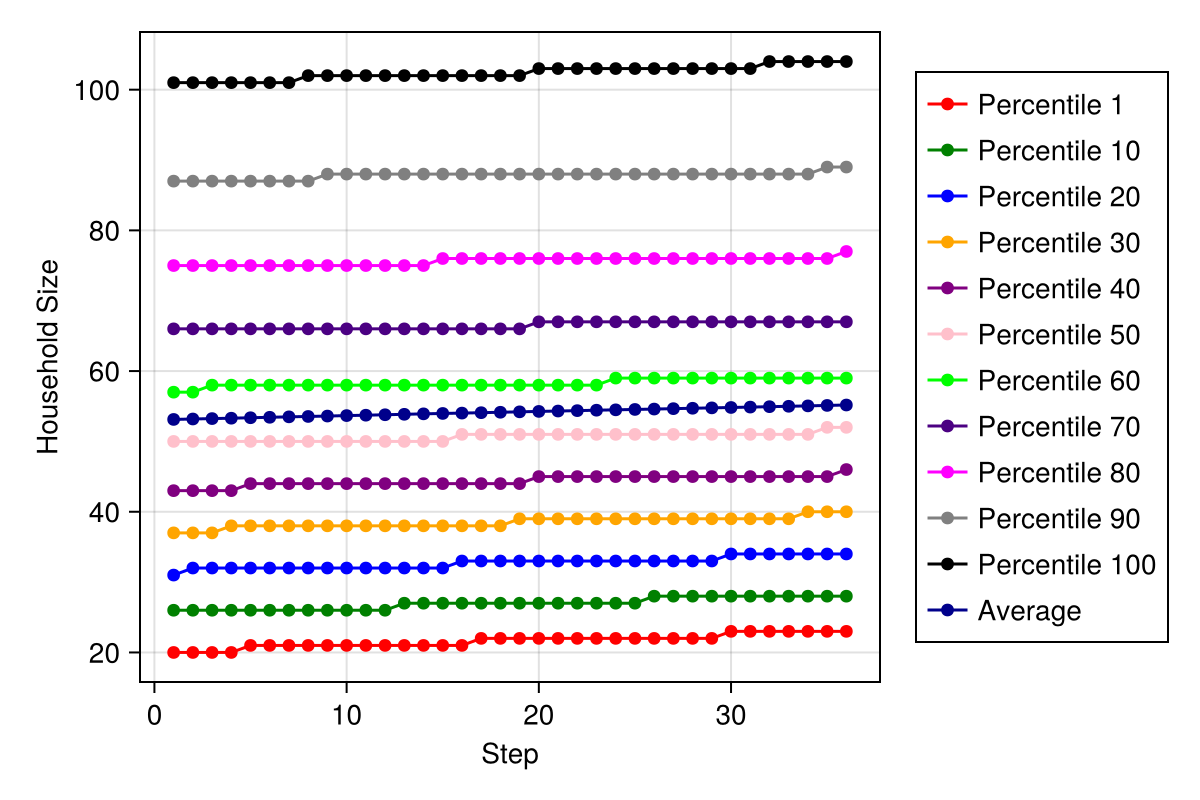 100
80
60
40
20
0 10 20 30
Household Size
Step
Percentile 1
Percentile 10
Percentile 20
Percentile 30
Percentile 40
Percentile 50
Percentile 60
Percentile 70
Percentile 80
Percentile 90
Percentile 100
Average